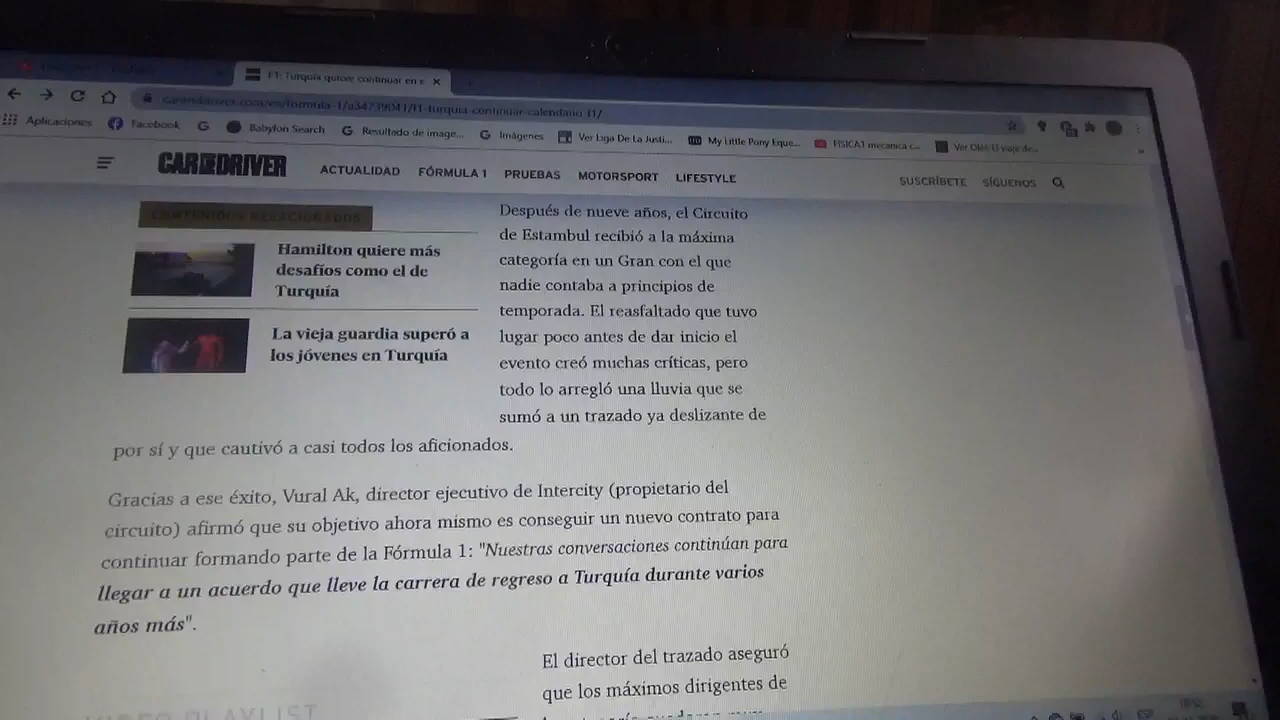 F1: Turquía quiere continuar en e
caranddriver.com/es/formula-1/a34739041/f1-turquia-continuar-calendario-f1/
Aplicaciones Facebook Babylon Search Resultado de image... Imágenes Ver Liga De La Justi... My Little Pony Eque... FISICA1 mecanica c... Ver Olé! El viaje de...
CAR AND DRIVER ACTUALIDAD FÓRMULA 1 PRUEBAS MOTORSPORT LIFESTYLE SUSCRÍBETE SÍGUENOS
CONTENIDOS RELACIONADOS
Hamilton quiere más
desafíos como el de
Turquía
La vieja guardia superó a
los jóvenes en Turquía
Después de nueve años, el Circuito
de Estambul recibió a la máxima
categoría en un Gran con el que
nadie contaba a principios de
temporada. El reasfaltado que tuvo
lugar poco antes de dar inicio el
evento creó muchas críticas, pero
todo lo arregló una lluvia que se
sumó a un trazado ya deslizante de
por sí y que cautivó a casi todos los aficionados.
Gracias a ese éxito, Vural Ak, director ejecutivo de Intercity (propietario del
circuito) afirmó que su objetivo ahora mismo es conseguir un nuevo contrato para
continuar formando parte de la Fórmula 1: "Nuestras conversaciones continúan para
llegar a un acuerdo que lleve la carrera de regreso a Turquía durante varios
años más".
El director del trazado aseguró
que los máximos dirigentes de
VIDEO PLAYLIST